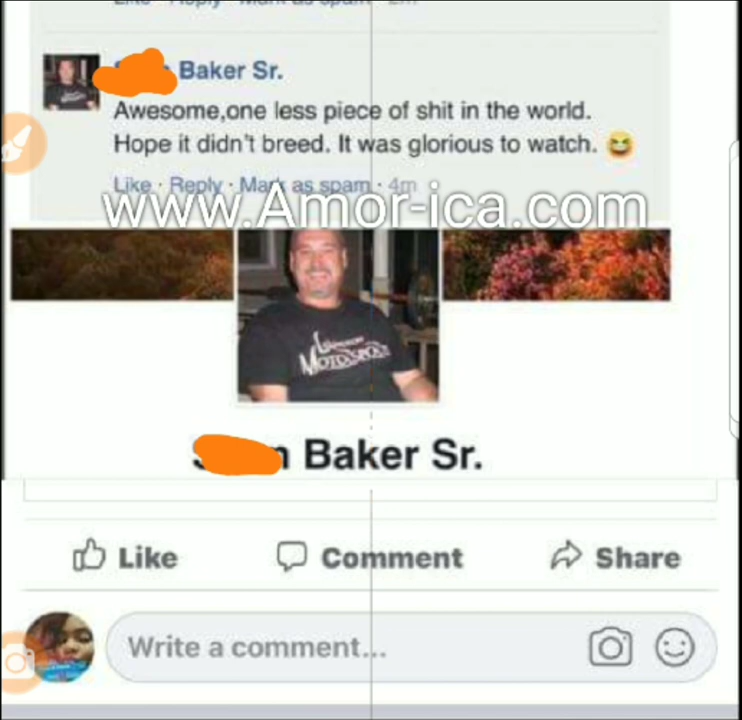 Baker Sr.
Awesome,one less piece of shit in the world.
Hope it didn't breed. It was glorious to watch.
Like · Reply · Mark as spam · 4m
www.Amor-ica.com
Baker Sr.
Like Comment Share
Write a comment...